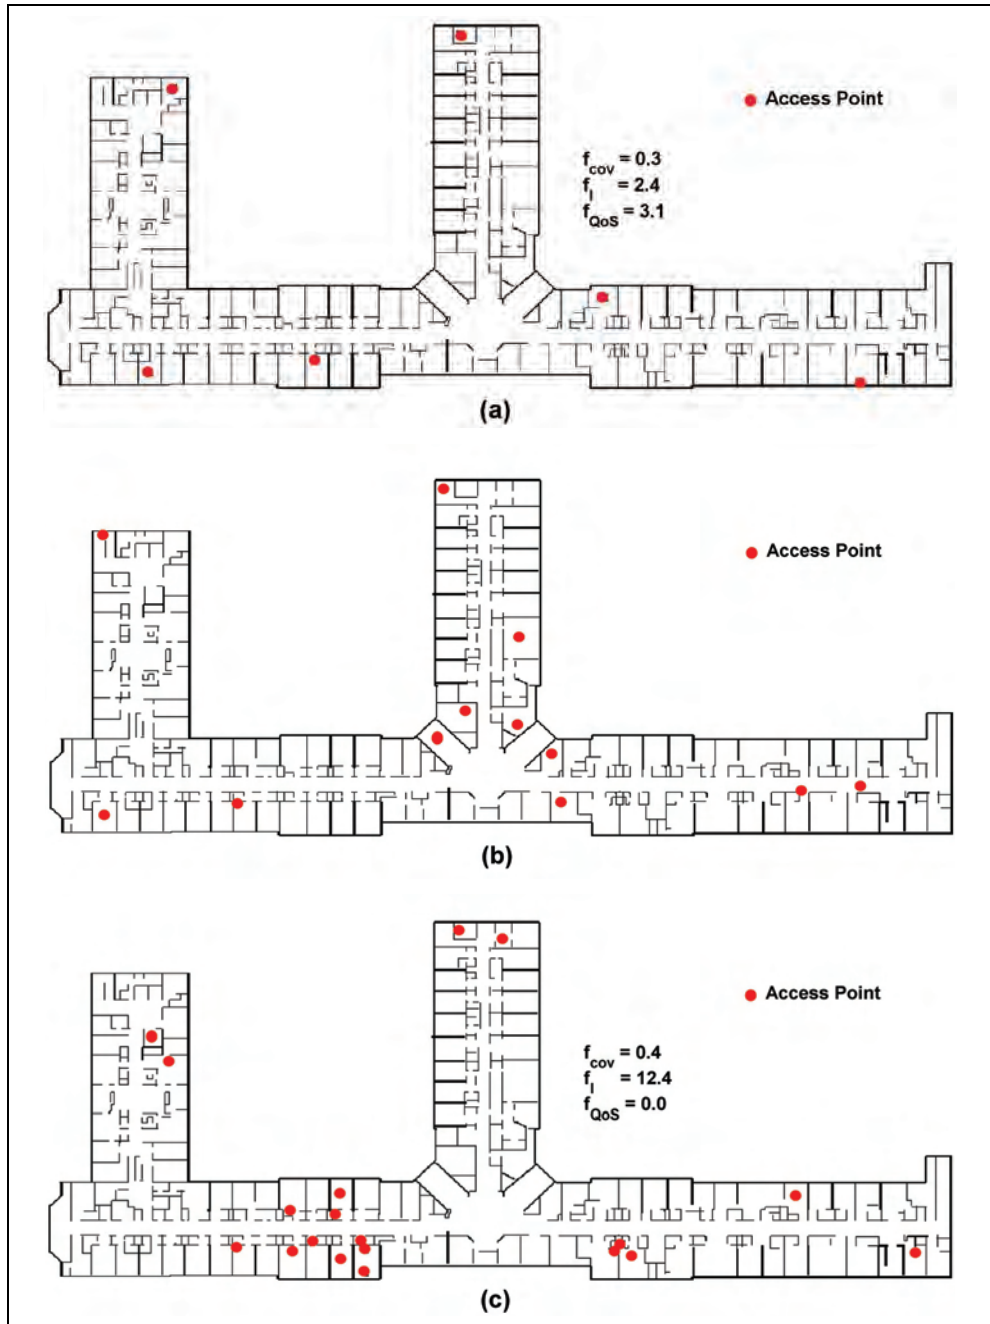 Access Point
f_cov = 0.3
f_I = 2.4
f_QoS = 3.1
(a)
Access Point
(b)
Access Point
f_cov = 0.4
f_I = 12.4
f_QoS = 0.0
(c)